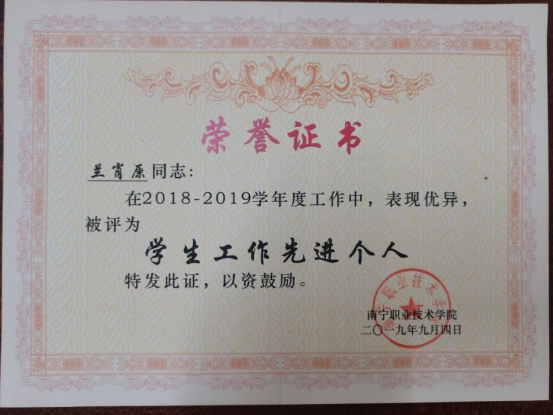 荣誉证书
兰肖原同志：
在2018-2019学年度工作中，表现优异，
被评为
学生工作先进个人
特发此证，以资鼓励。
南宁职业技术学院
二〇一九年九月四日